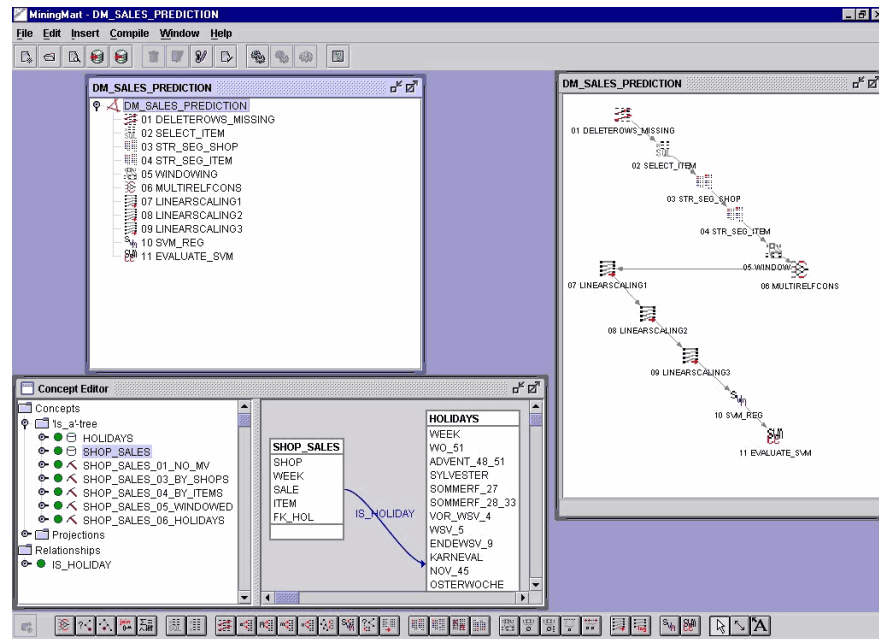 MiningMart - DM_SALES_PREDICTION
File Edit Insert Compile Window Help
DM_SALES_PREDICTION
DM_SALES_PREDICTION
01 DELETEROWS_MISSING
02 SELECT_ITEM
03 STR_SEG_SHOP
04 STR_SEG_ITEM
05 WINDOWING
06 MULTIRELFCONS
07 LINEARSCALING1
08 LINEARSCALING2
09 LINEARSCALING3
10 SVM_REG
11 EVALUATE_SVM
DM_SALES_PREDICTION
01 DELETEROWS_MISSING
02 SELECT_ITEM
03 STR_SEG_SHOP
04 STR_SEG_ITEM
05 WINDOW
06 MULTIRELFCONS
07 LINEARSCALING1
08 LINEARSCALING2
09 LINEARSCALING3
10 SVM_REG
11 EVALUATE_SVM
Concept Editor
Concepts
'Is_a'-tree
HOLIDAYS
SHOP_SALES
SHOP_SALES_01_NO_MV
SHOP_SALES_03_BY_SHOPS
SHOP_SALES_04_BY_ITEMS
SHOP_SALES_05_WINDOWED
SHOP_SALES_06_HOLIDAYS
Projections
Relationships
IS_HOLIDAY
SHOP_SALES
SHOP
WEEK
SALE
ITEM
FK_HOL
IS_HOLIDAY
HOLIDAYS
WEEK
WO_51
ADVENT_48_51
SYLVESTER
SOMMERF_27
SOMMERF_28_33
VOR_WSV_4
WSV_5
ENDEWSV_9
KARNEVAL
NOV_45
OSTERWOCHE